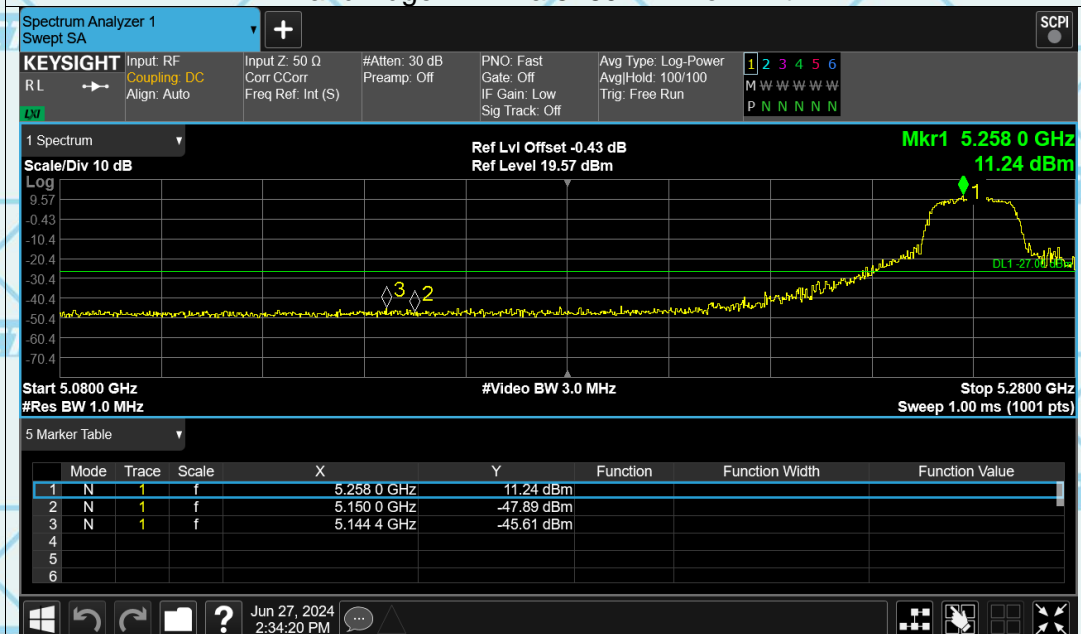 Spectrum Analyzer 1
Swept SA
+
SCPI
KEYSIGHT
RL
LXI
Input: RF
Coupling: DC
Align: Auto
Input Z: 50 Ω
Corr CCorr
Freq Ref: Int (S)
#Atten: 30 dB
Preamp: Off
PNO: Fast
Gate: Off
IF Gain: Low
Sig Track: Off
Avg Type: Log-Power
Avg|Hold: 100/100
Trig: Free Run
1 2 3 4 5 6
M W W W W W
P N N N N N
1 Spectrum
Scale/Div 10 dB
Ref Lvl Offset -0.43 dB
Ref Level 19.57 dBm
Mkr1 5.258 0 GHz
11.24 dBm
Log
9.57
-0.43
-10.4
-20.4
-30.4
-40.4
-50.4
-60.4
-70.4
1
3
2
DL1 -27.00 dBm
Start 5.0800 GHz
#Video BW 3.0 MHz
Stop 5.2800 GHz
#Res BW 1.0 MHz
Sweep 1.00 ms (1001 pts)
5 Marker Table
Mode Trace Scale X Y Function Function Width Function Value
1 N 1 f 5.258 0 GHz 11.24 dBm
2 N 1 f 5.150 0 GHz -47.89 dBm
3 N 1 f 5.144 4 GHz -45.61 dBm
4
5
6
?
Jun 27, 2024
2:34:20 PM